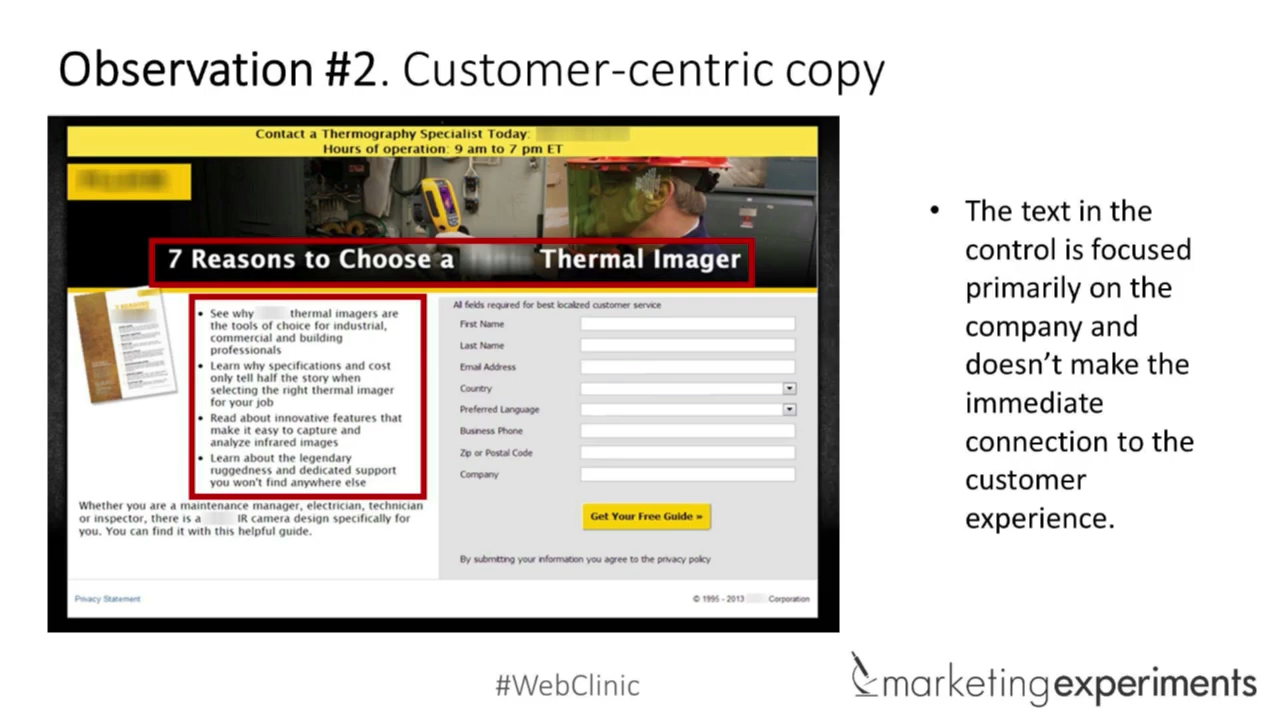 Observation #2. Customer-centric copy
Contact a Thermography Specialist Today:
Hours of operation: 9 am to 7 pm ET
7 Reasons to Choose a Thermal Imager
7 REASONS
• See why thermal imagers are
the tools of choice for industrial,
commercial and building
professionals
• Learn why specifications and cost
only tell half the story when
selecting the right thermal imager
for your job
• Read about innovative features that
make it easy to capture and
analyze infrared images
• Learn about the legendary
ruggedness and dedicated support
you won't find anywhere else
Whether you are a maintenance manager, electrician, technician
or inspector, there is a IR camera design specifically for
you. You can find it with this helpful guide.
All fields required for best localized customer service
First Name
Last Name
Email Address
Country
Preferred Language
Business Phone
Zip or Postal Code
Company
Get Your Free Guide »
By submitting your information you agree to the privacy policy
Privacy Statement
© 1995 - 2013 Corporation
• The text in the
control is focused
primarily on the
company and
doesn’t make the
immediate
connection to the
customer
experience.
#WebClinic
marketingexperiments